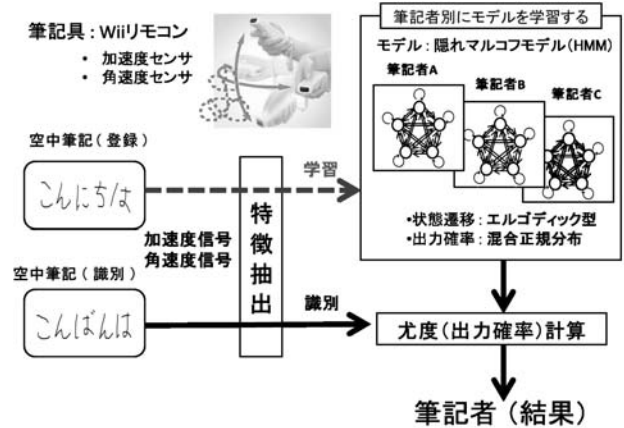 筆記具:Wiiリモコン
• 加速度センサ
• 角速度センサ
筆記者別にモデルを学習する
モデル:隠れマルコフモデル(HMM)
筆記者A
筆記者B
筆記者C
•状態遷移:エルゴディック型
•出力確率:混合正規分布
空中筆記(登録)
こんにちは
学習
特徴抽出
加速度信号
角速度信号
空中筆記(識別)
こんばんは
識別
尤度(出力確率)計算
筆記者(結果)